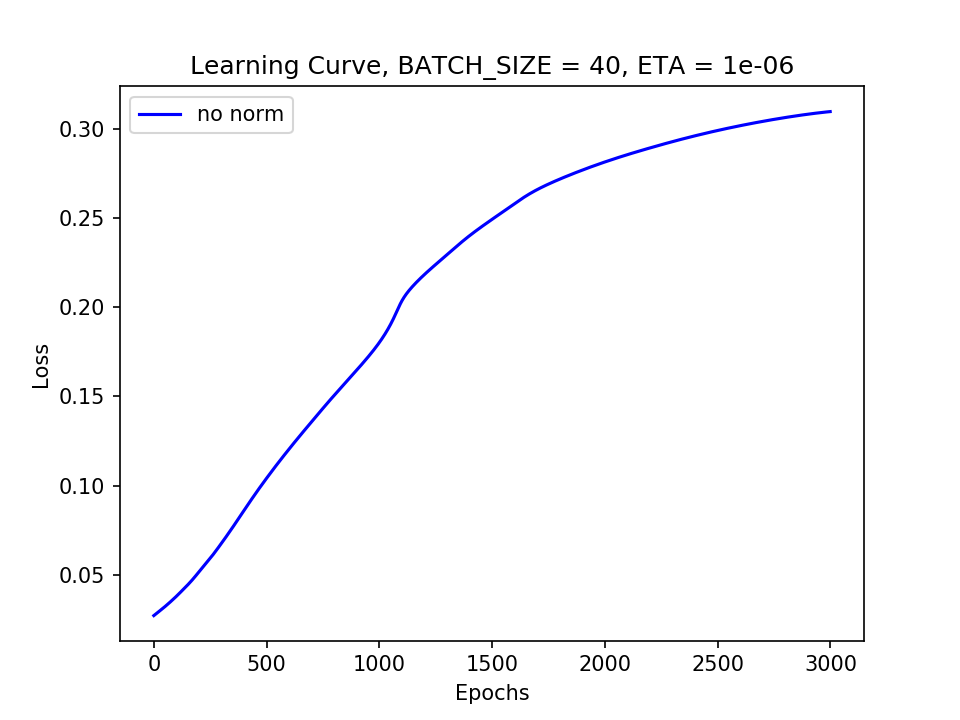 Learning Curve, BATCH_SIZE = 40, ETA = 1e-06
no norm
0.30
0.25
0.20
0.15
0.10
0.05
Loss
0 500 1000 1500 2000 2500 3000
Epochs